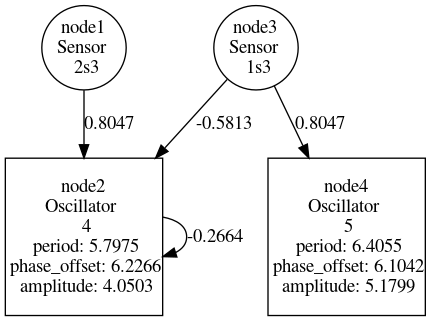 node1
Sensor
2s3
node3
Sensor
1s3
0.8047
-0.5813
0.8047
node2
Oscillator
4
period: 5.7975
phase_offset: 6.2266
amplitude: 4.0503
-0.2664
node4
Oscillator
5
period: 6.4055
phase_offset: 6.1042
amplitude: 5.1799